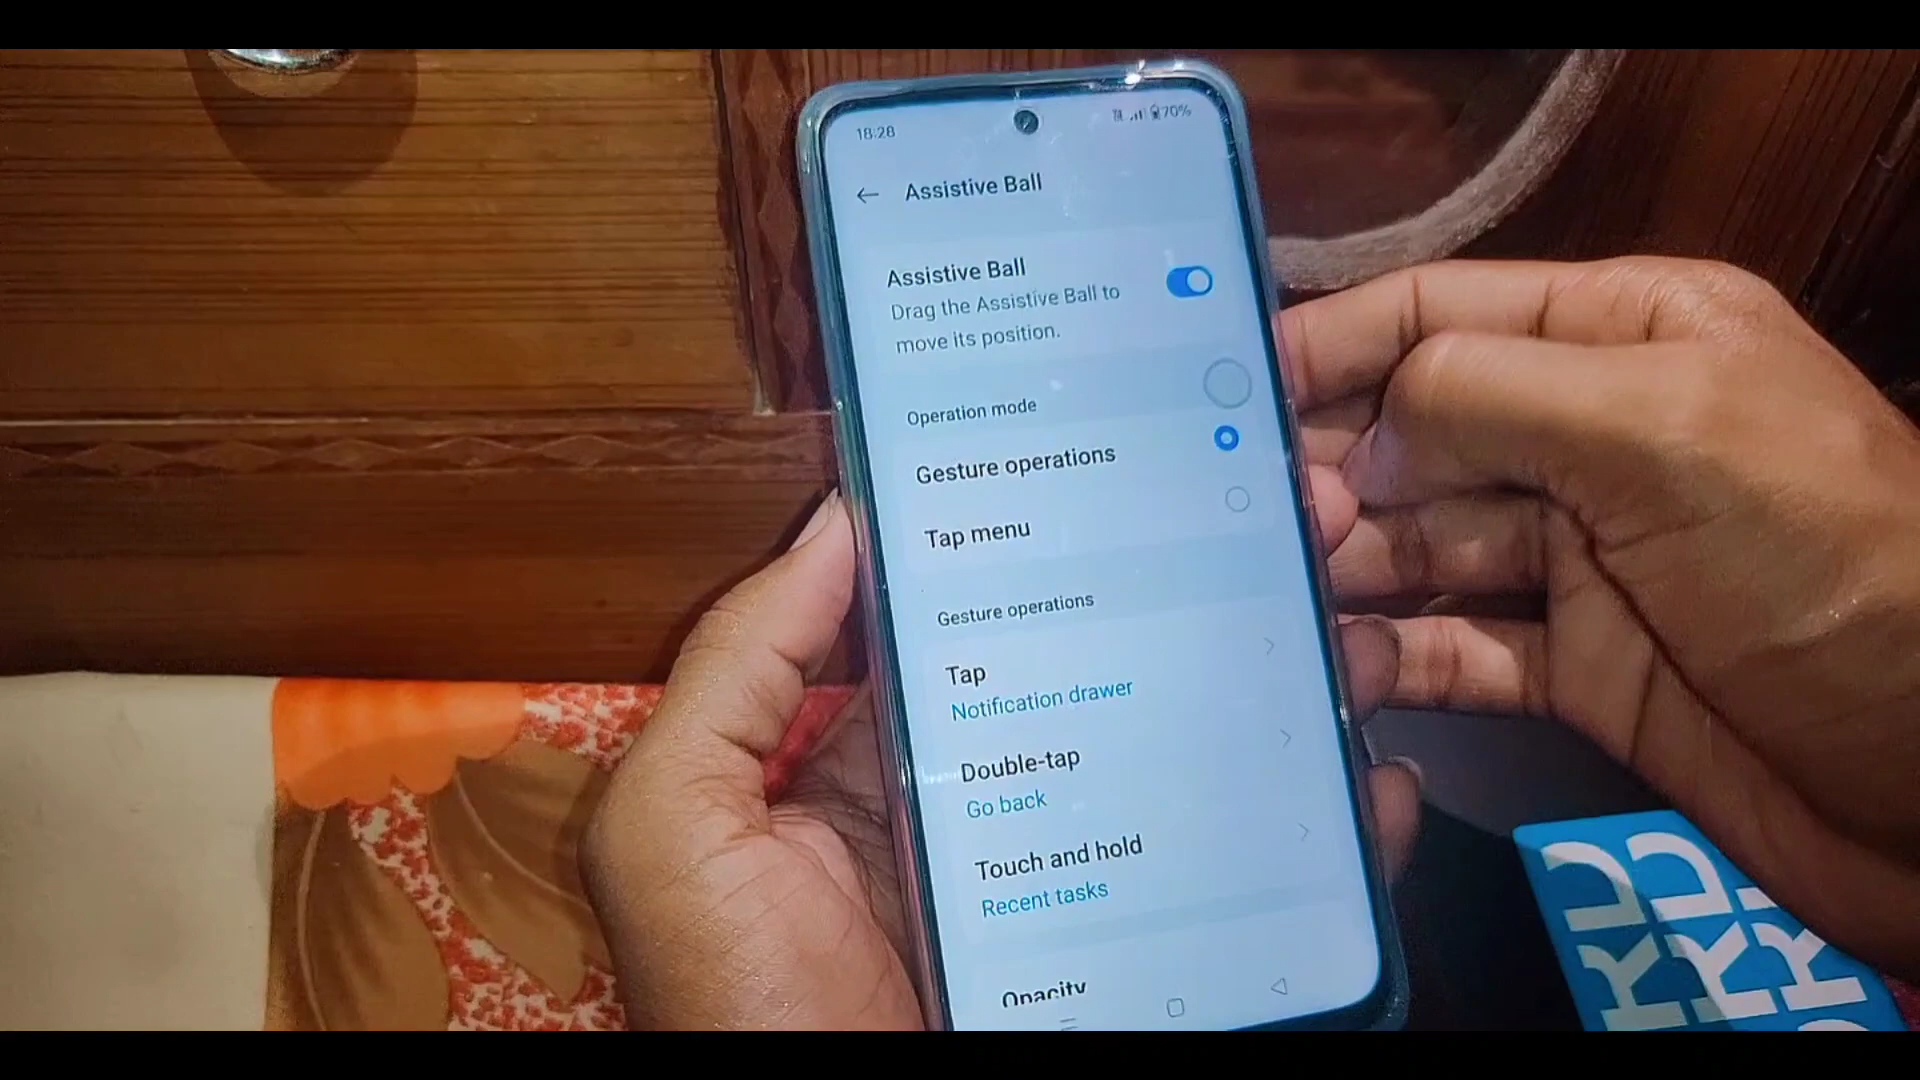 18:28
70%
Assistive Ball
Assistive Ball
Drag the Assistive Ball to
move its position.
Operation mode
Gesture operations
Tap menu
Gesture operations
Tap
Notification drawer
Double-tap
Go back
Touch and hold
Recent tasks
Opacity